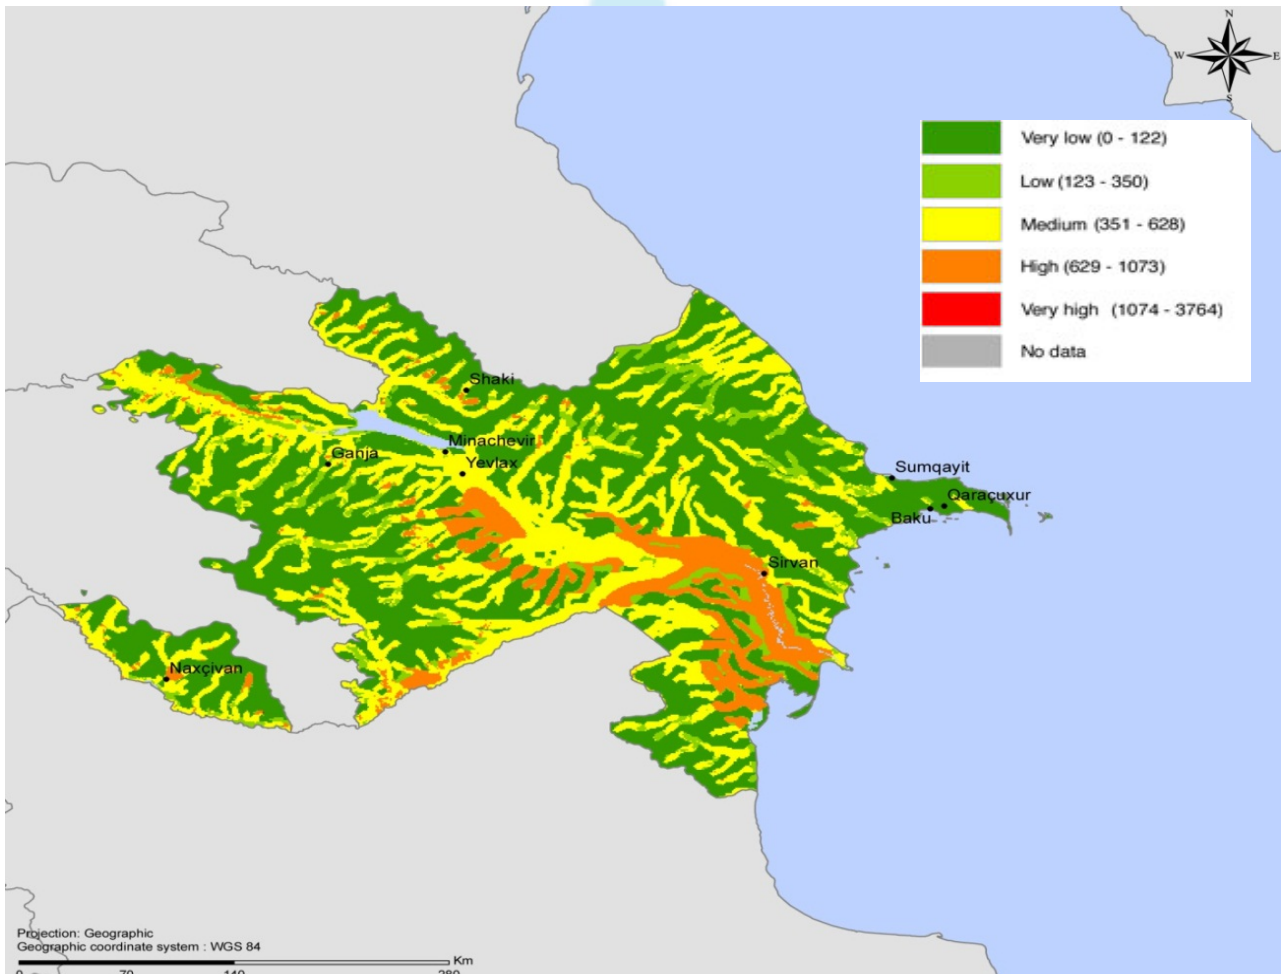 N
W E
S
Very low (0 - 122)
Low (123 - 350)
Medium (351 - 628)
High (629 - 1073)
Very high (1074 - 3764)
No data
Shaki
Minachevir
Ganja
Yevlax
Sumqayit
Qaraçuxur
Baku
Sirvan
Naxçivan
Projection: Geographic
Geographic coordinate system : WGS 84
Km
0 70 140 280